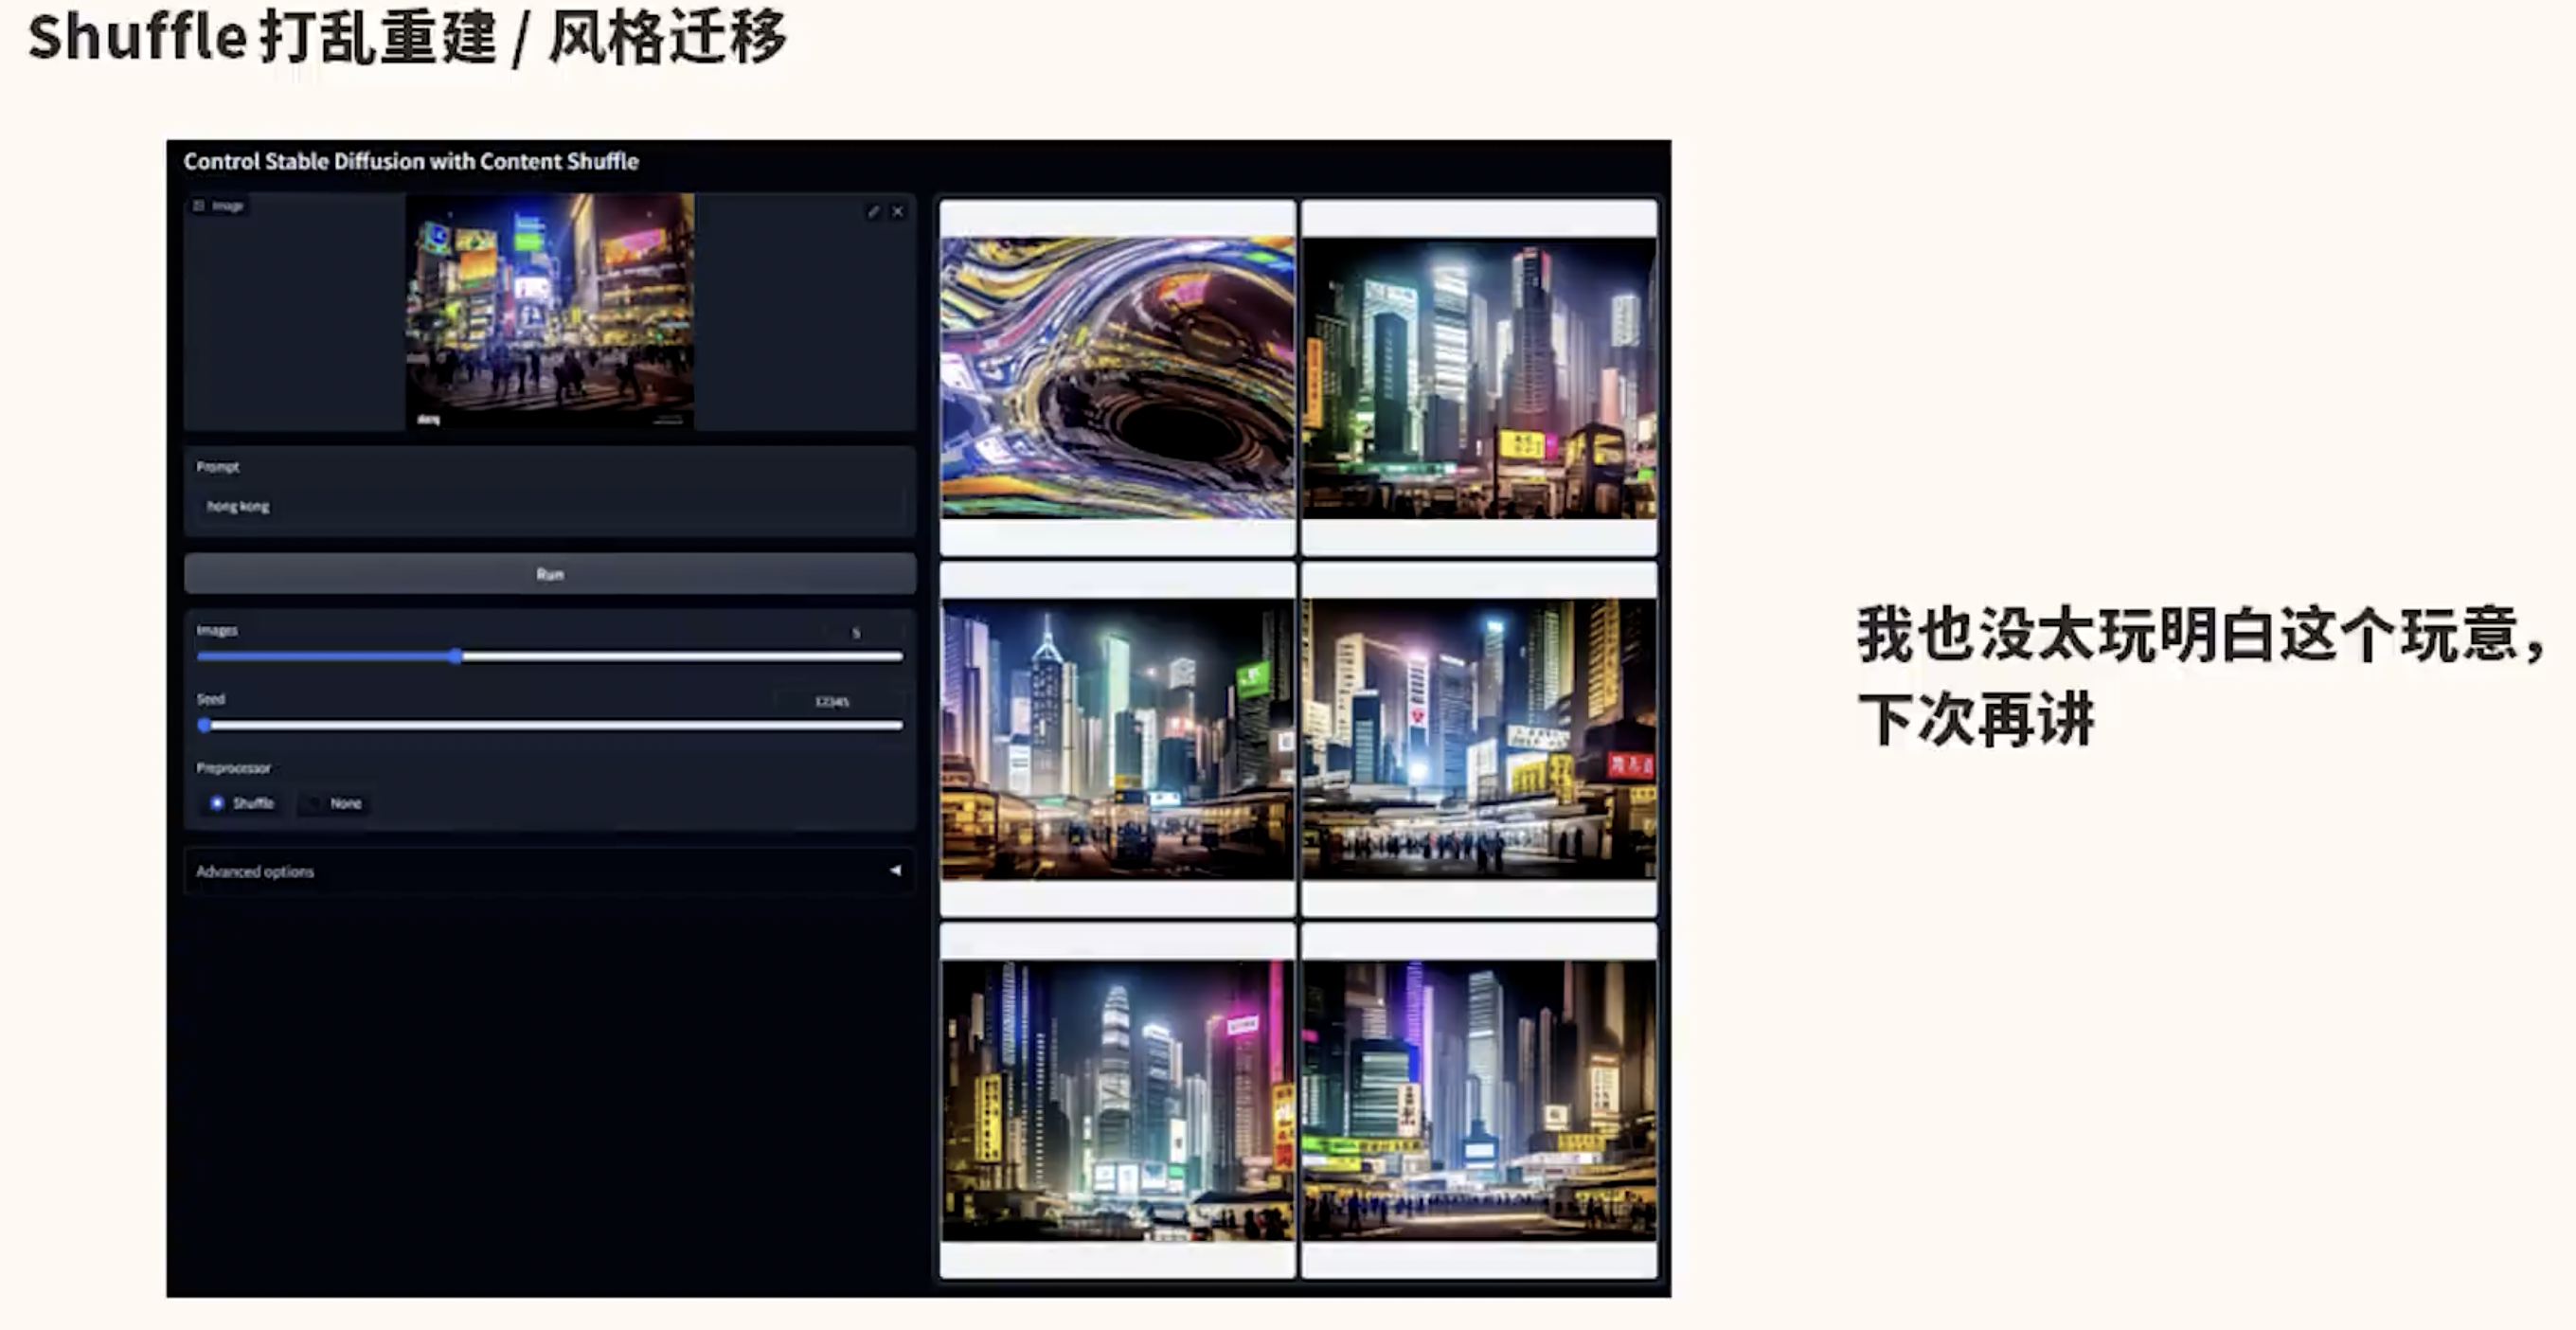 Shuffle 打乱重建 / 风格迁移
Control Stable Diffusion with Content Shuffle
Image
Prompt
hong kong
Run
Images
5
Seed
12345
Preprocessor
Shuffle
None
Advanced options
我也没太玩明白这个玩意，
下次再讲